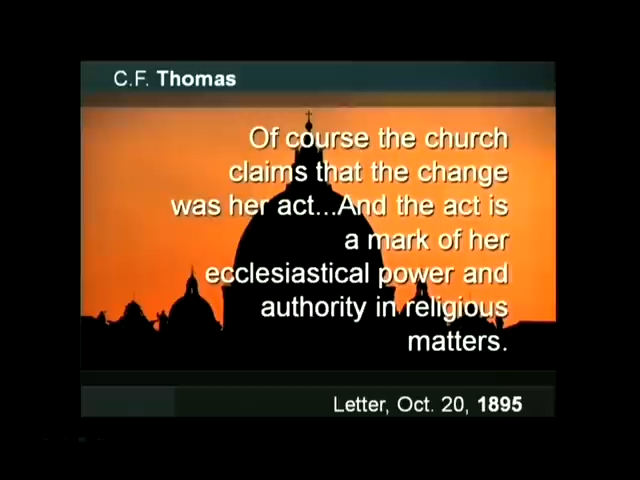 C.F. Thomas
Of course the church
claims that the change
was her act...And the act is
a mark of her
ecclesiastical power and
authority in religious
matters.
Letter, Oct. 20, 1895